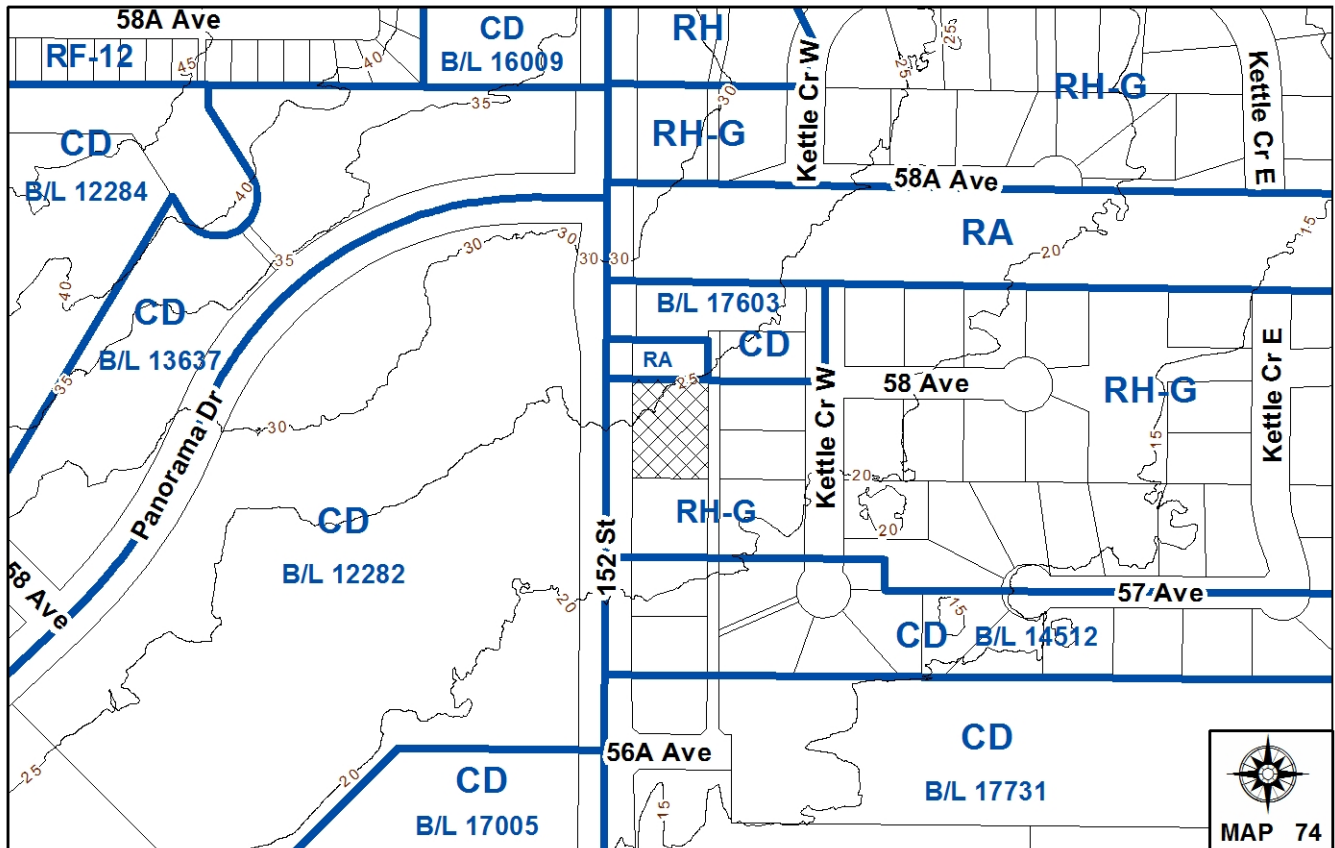 58A Ave
RF-12
45
40
CD
B/L 16009
RH
Kettle Cr W
25
25
RH-G
Kettle Cr E
35
30
RH-G
CD
B/L 12284
40
58A Ave
RA
20
15
35
30
30
30
30
40
CD
B/L 13637
35
B/L 17603
CD
RA
25
58 Ave
RH-G
Kettle Cr E
Kettle Cr W
15
Panorama Dr
30
CD
B/L 12282
RH-G
20
20
152 St
58 Ave
20
57 Ave
15
CD
B/L 14512
56A Ave
CD
B/L 17731
25
20
CD
B/L 17005
15
MAP 74